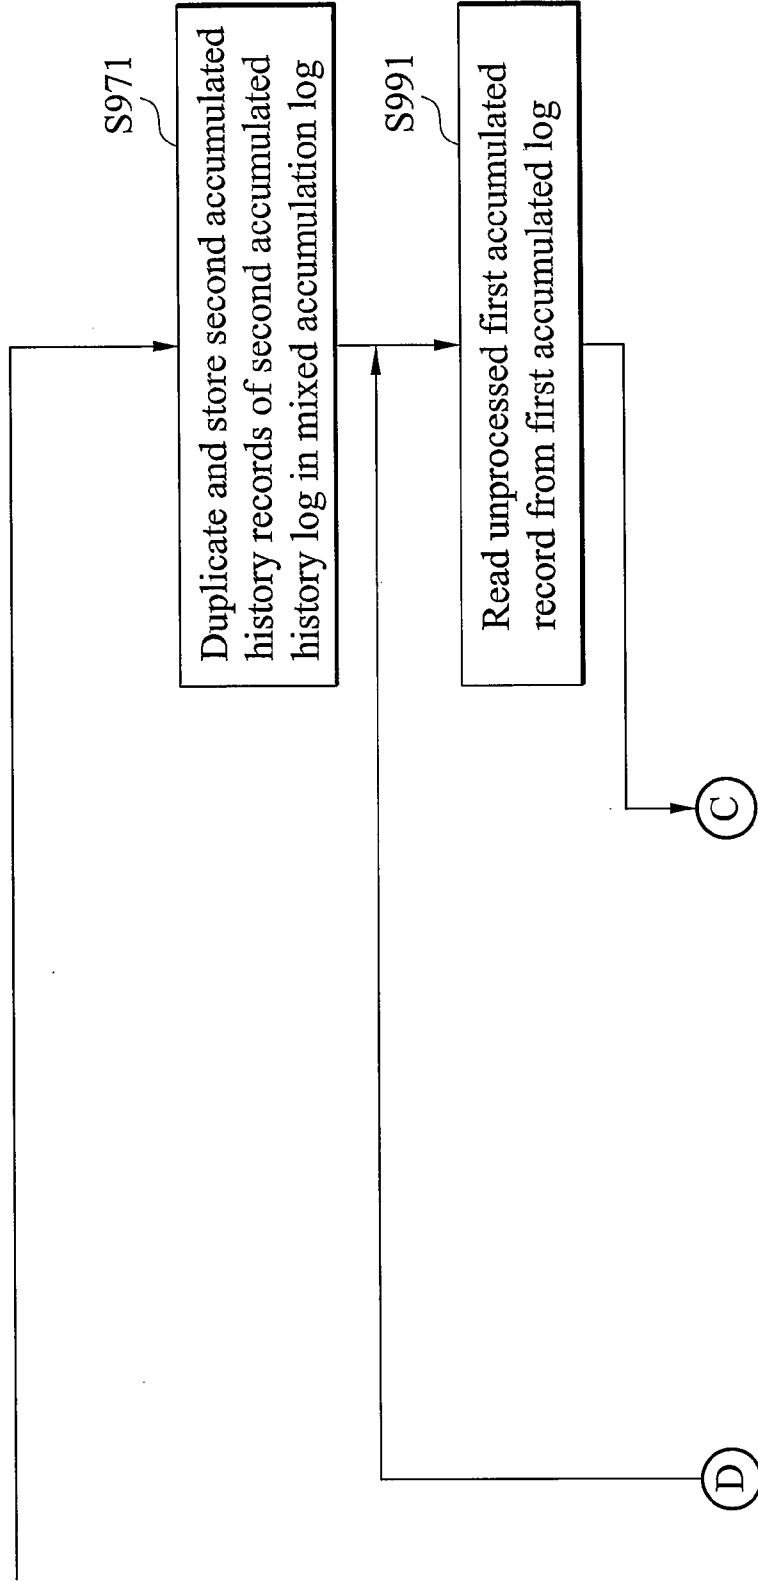 S971
Duplicate and store second accumulated
history records of second accumulated
history log in mixed accumulation log
S991
Read unprocessed first accumulated
record from first accumulated log
C
D